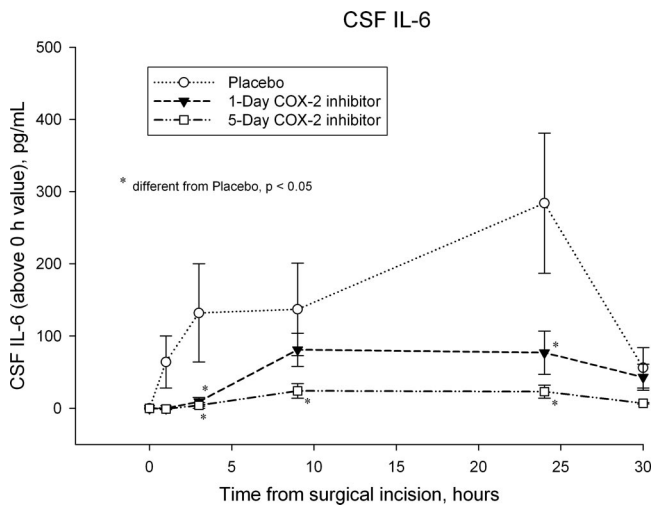 CSF IL-6
500
400
300
200
100
0
CSF IL-6 (above 0 h value), pg/mL
Placebo
1-Day COX-2 inhibitor
5-Day COX-2 inhibitor
* different from Placebo, p < 0.05
*
*
*
*
*
0 5 10 15 20 25 30
Time from surgical incision, hours